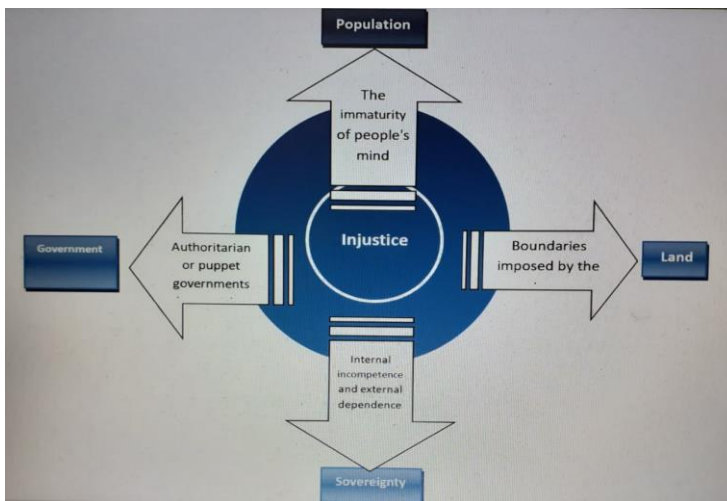 Population
The
immaturity
of people's
mind
Government
Authoritarian
or puppet
governments
Injustice
Boundaries
imposed by the
Land
Internal
incompetence
and external
dependence
Sovereignty